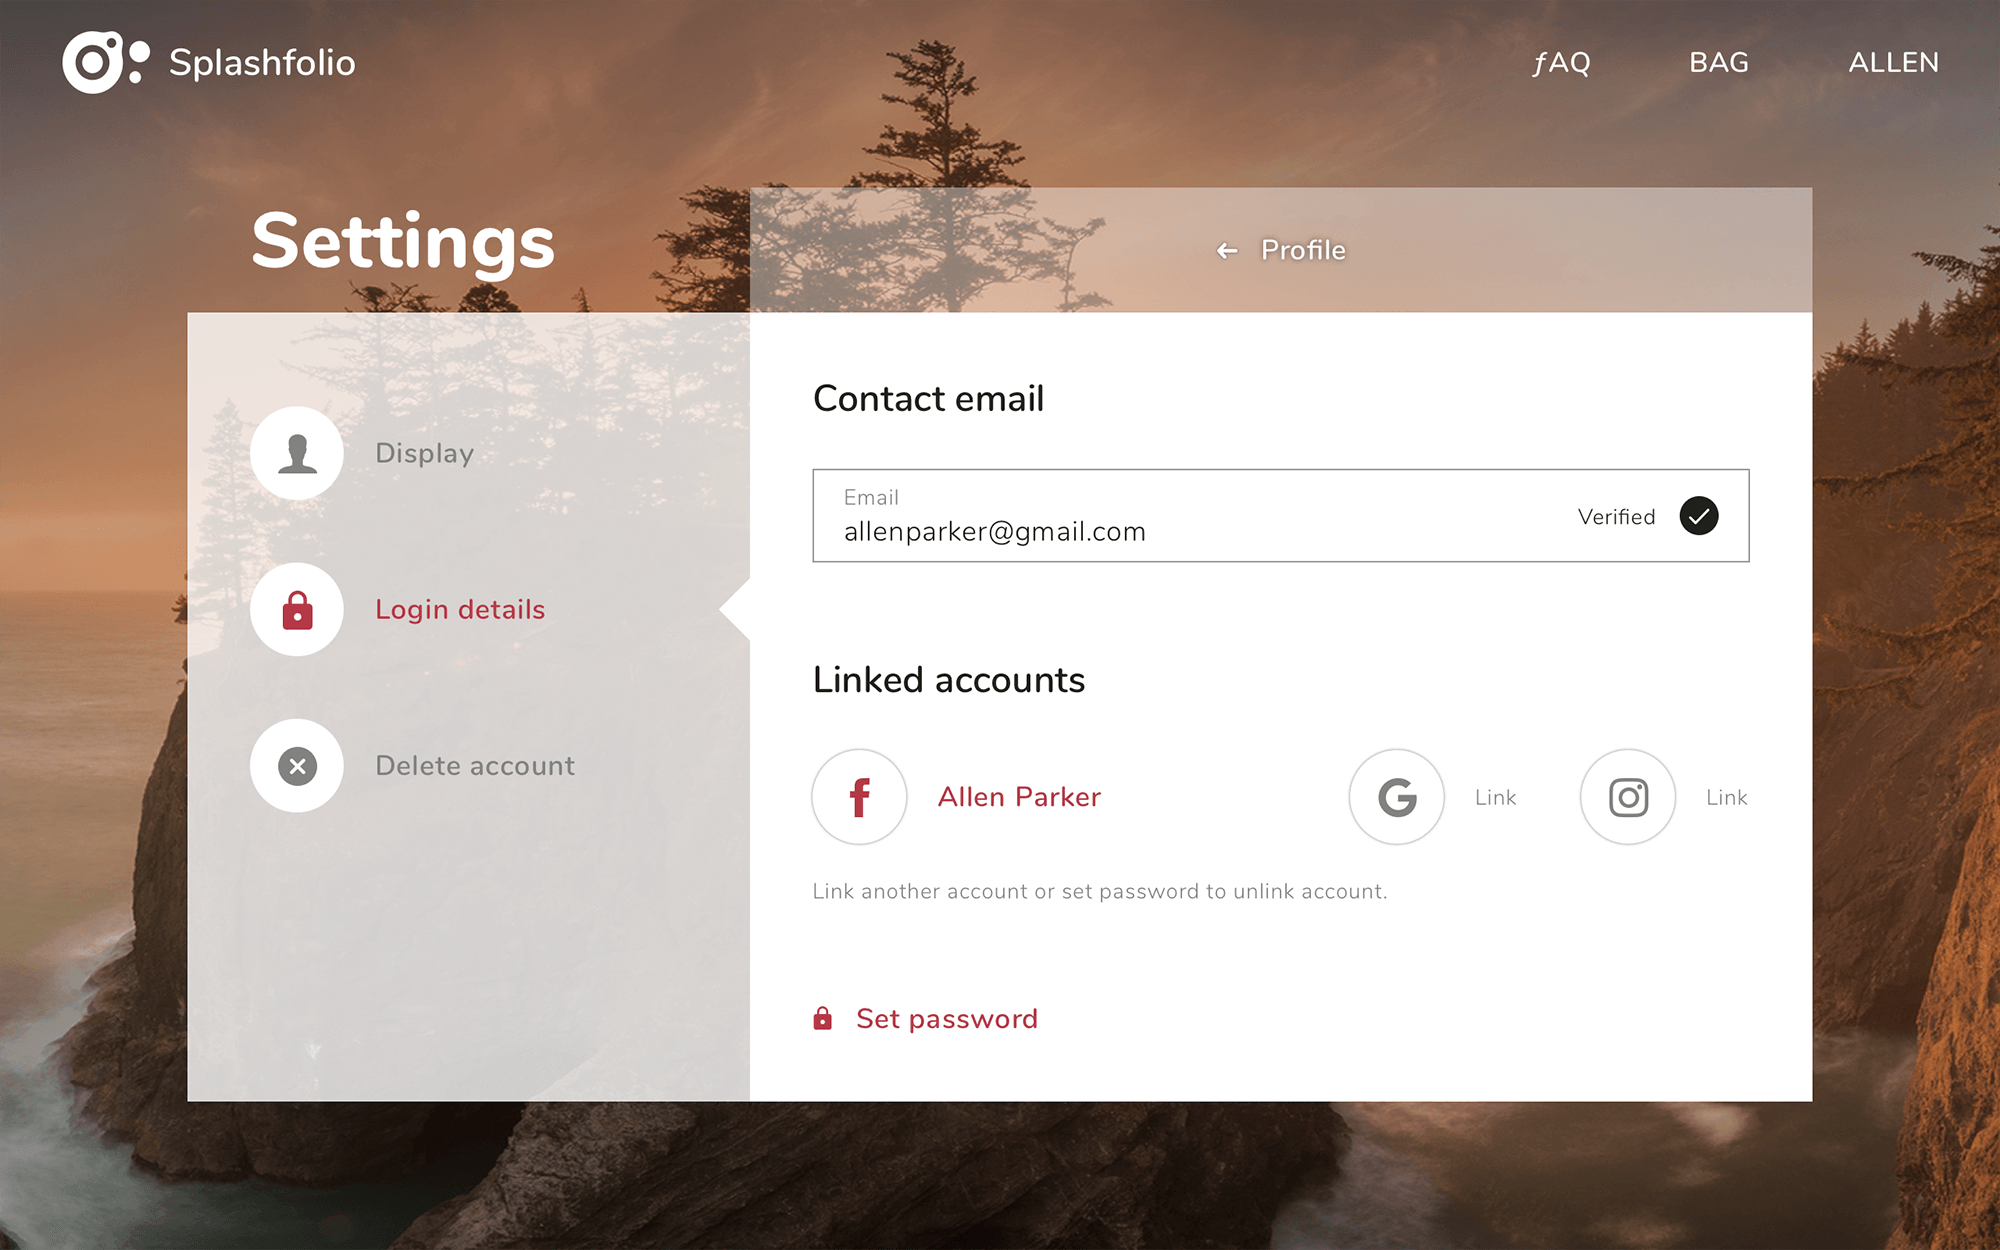 Splashfolio
ƒAQ
BAG
ALLEN
Settings
Profile
Display
Login details
Delete account
Contact email
Email
allenparker@gmail.com
Verified
Linked accounts
Allen Parker
Link
Link
Link another account or set password to unlink account.
Set password